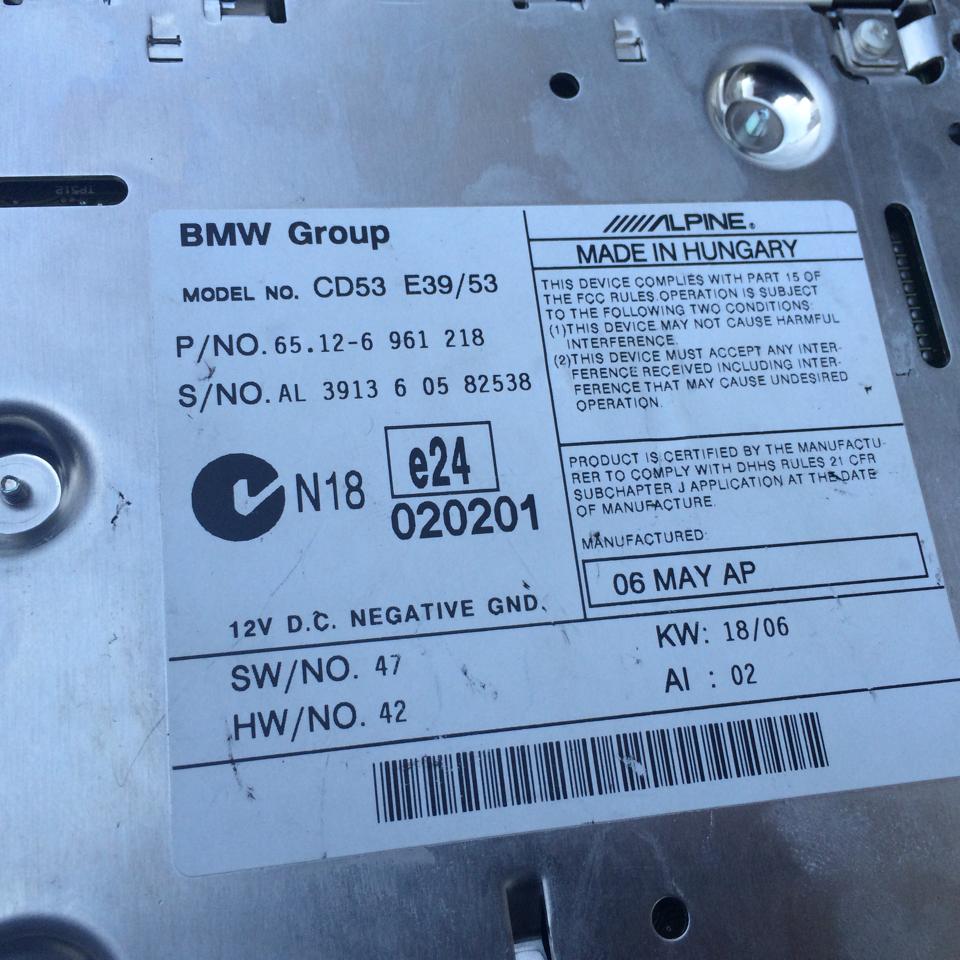 TP512
BMW Group
MODEL NO. CD53 E39/53
P/NO. 65.12-6 961 218
S/NO. AL 3913 6 05 82538
N18
e24
020201
12V D.C. NEGATIVE GND.
ALPINE®
MADE IN HUNGARY
THIS DEVICE COMPLIES WITH PART 15 OF
THE FCC RULES.OPERATION IS SUBJECT
TO THE FOLLOWING TWO CONDITIONS:
(1)THIS DEVICE MAY NOT CAUSE HARMFUL
INTERFERENCE.
(2)THIS DEVICE MUST ACCEPT ANY INTER-
FERENCE RECEIVED INCLUDING INTER-
FERENCE THAT MAY CAUSE UNDESIRED
OPERATION.
PRODUCT IS CERTIFIED BY THE MANUFACTU-
RER TO COMPLY WITH DHHS RULES 21 CFR
SUBCHAPTER J APPLICATION AT THE DATE
OF MANUFACTURE.
MANUFACTURED:
06 MAY AP
SW/NO. 47
HW/NO. 42
KW: 18/06
AI : 02